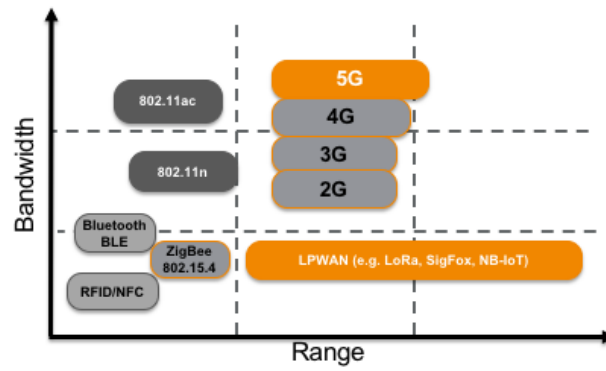 5G
802.11ac
4G
3G
802.11n
2G
Bluetooth
BLE
ZigBee
802.15.4
LPWAN (e.g. LoRa, SigFox, NB-IoT)
RFID/NFC
Bandwidth
Range